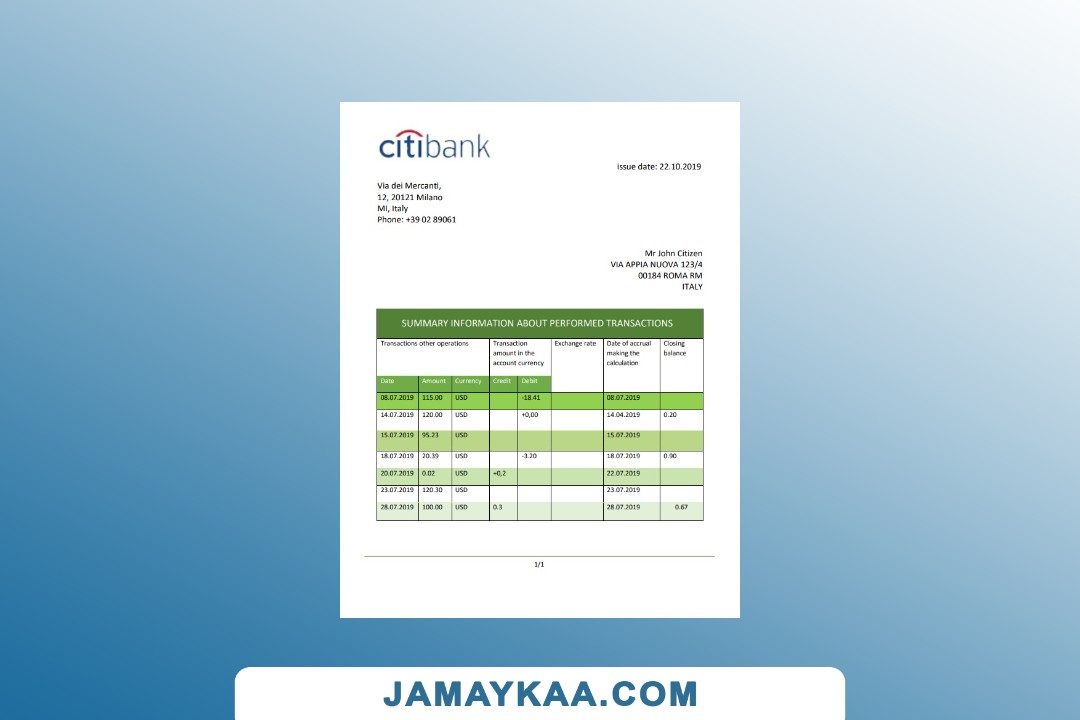 citibank
issue date: 22.10.2019
Via dei Mercanti,
12, 20121 Milano
MI, Italy
Phone: +39 02 89061
Mr John Citizen
VIA APPIA NUOVA 123/4
00184 ROMA RM
ITALY
SUMMARY INFORMATION ABOUT PERFORMED TRANSACTIONS
Transactions other operations Transaction amount in the account currency Exchange rate Date of accrual making the calculation Closing balance
Date Amount Currency Credit Debit
08.07.2019 115.00 USD -18.41 08.07.2019
14.07.2019 120.00 USD +0,00 14.04.2019 0.20
15.07.2019 95.23 USD 15.07.2019
18.07.2019 20.39 USD -3.20 18.07.2019 0.90
20.07.2019 0.02 USD +0,2 22.07.2019
23.07.2019 120.30 USD 23.07.2019
28.07.2019 100.00 USD 0.3 28.07.2019 0.67
1/1
JAMAYKAA.COM